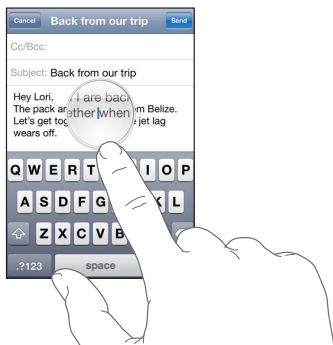 Cancel Back from our trip Send
Cc/Bcc:
Subject: Back from our trip
Hey Lori,
The pack I are back om Belize.
Let's get tog ether when jet lag
wears off.
Q W E R T I O P
A S D F G K L
Z X C V B
.?123 space